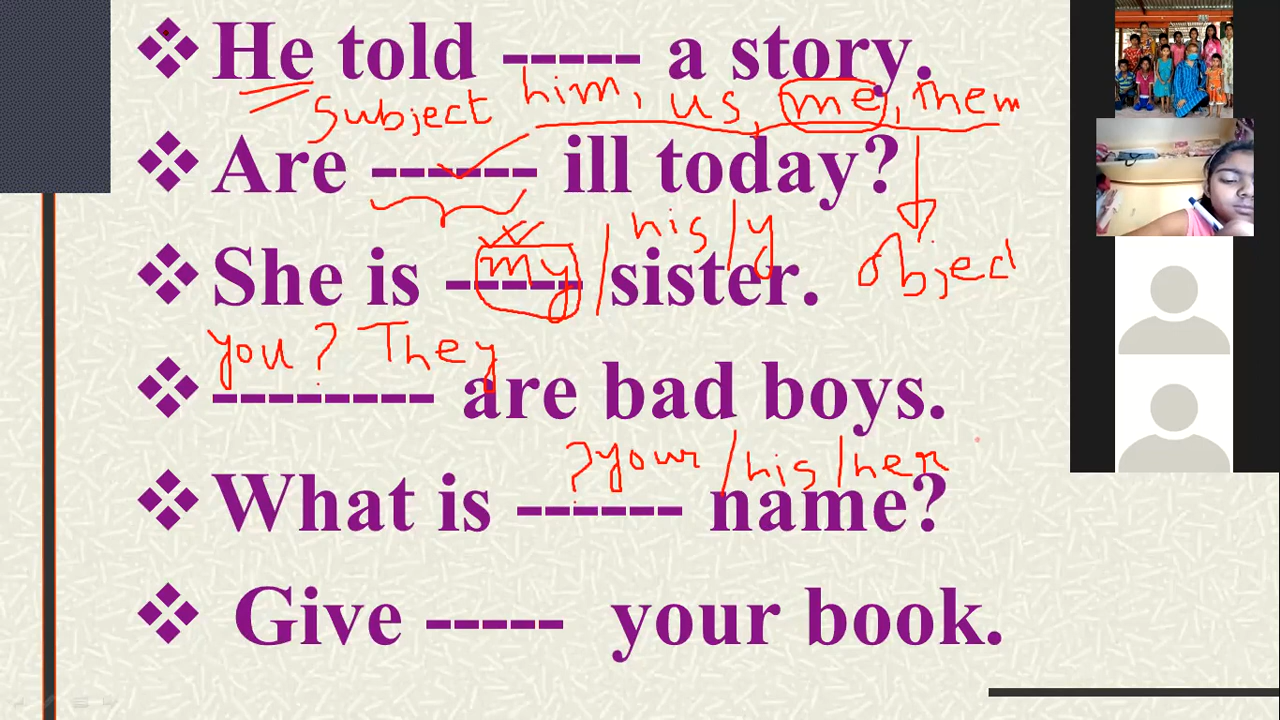 He told ----- a story.
subject him, us, me, them
Are ------ ill today?
his/y
She is ----- sister.
my/
object
you? They
-------- are bad boys.
?your/his/her
What is ------ name?
Give ----- your book.